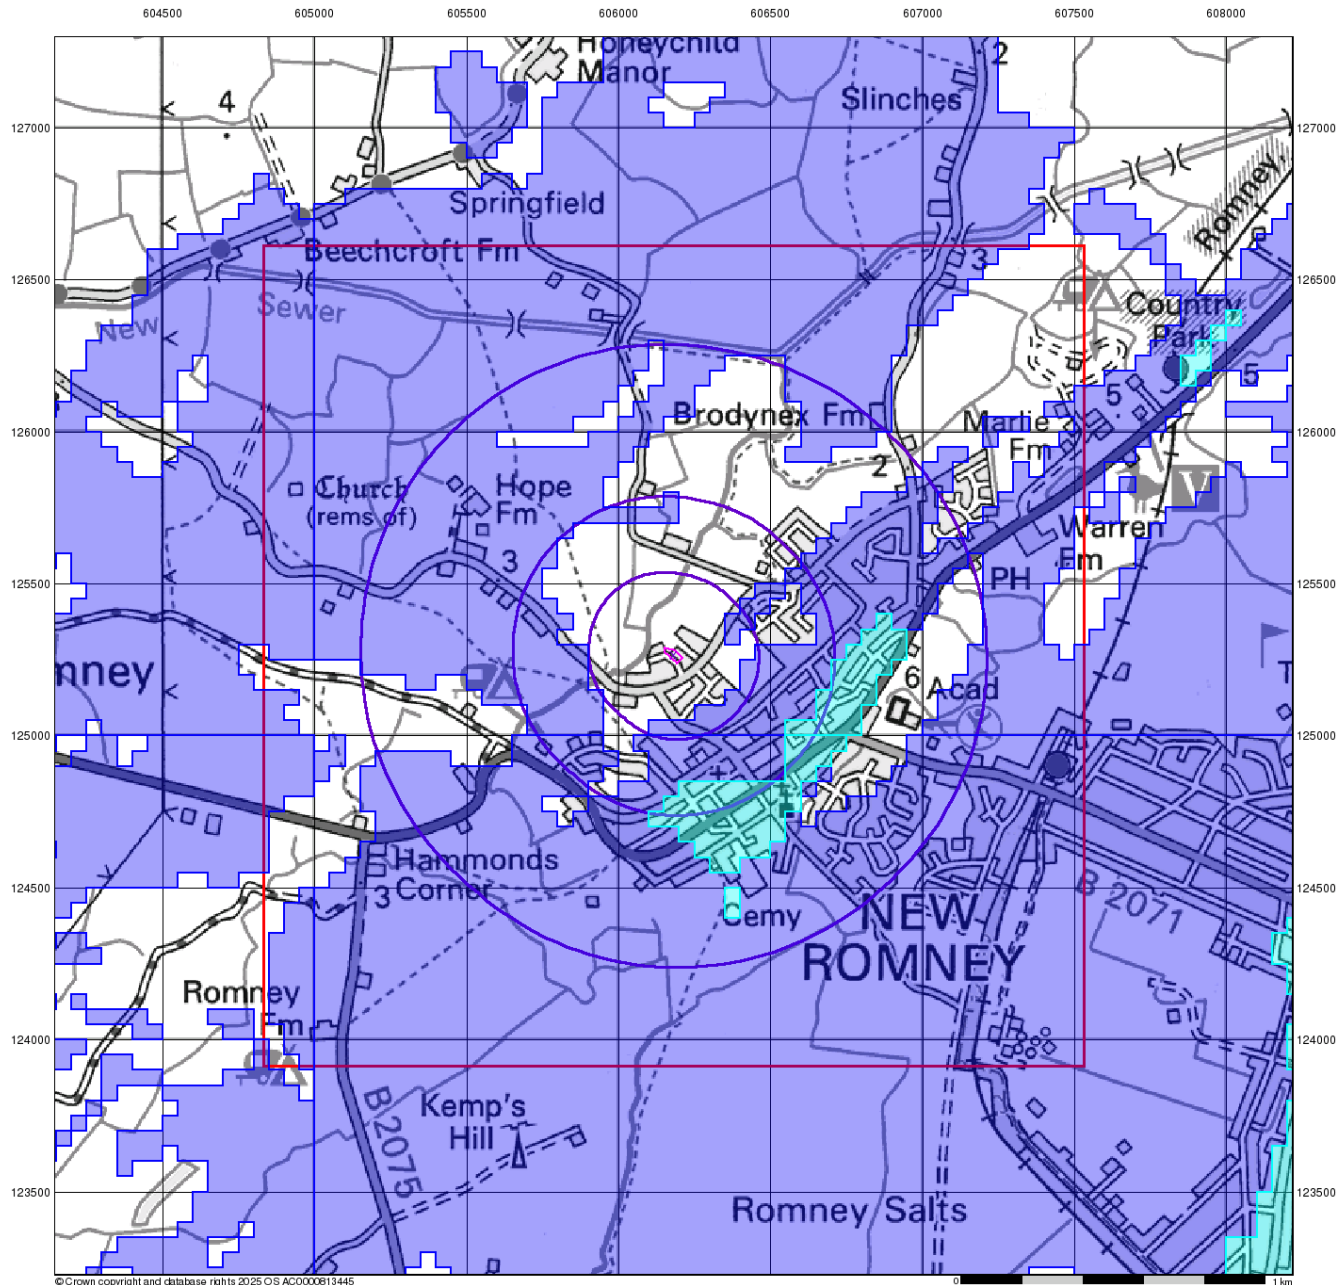 604500 605000 605500 606000 606500 607000 607500 608000
Honeychild
Manor
2
4
Slinches
127000 127000
Romney,
Springfield
Beechcroft Fm
3
126500 126500
Sewer
New
Country
Park
5
5
Brodynex Fm
Marlie
Fm
126000 126000
2
Church
(rems of)
Hope
Fm
V
Warren
Fm
3
PH
125500 125500
mney
6 Acad
T
125000 125000
Hammonds
Corner
3
124500 124500
B 2071
Cemy
NEW
ROMNEY
Romney
Fm
124000 124000
B2075
Kemp's
Hill
123500 123500
Romney Salts
© Crown copyright and database rights 2025 OS AC0000813445
0 1 km